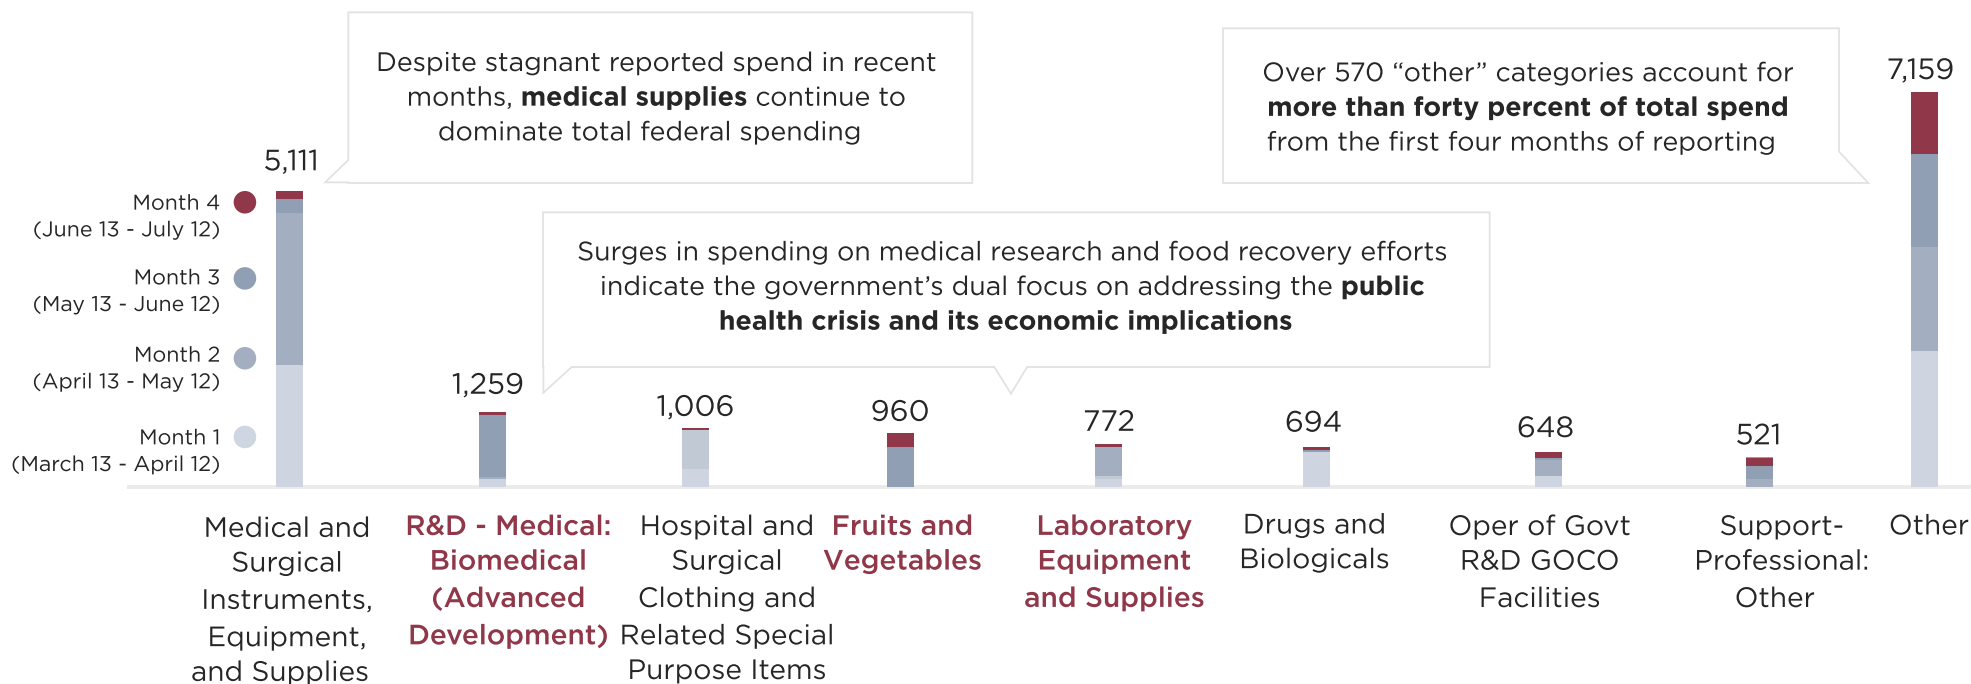 Despite stagnant reported spend in recent
months, medical supplies continue to
dominate total federal spending
Over 570 “other” categories account for
more than forty percent of total spend
from the first four months of reporting
7,159
5,111
Month 4
(June 13 - July 12)
Month 3
(May 13 - June 12)
Month 2
(April 13 - May 12)
Month 1
(March 13 - April 12)
Surges in spending on medical research and food recovery efforts
indicate the government’s dual focus on addressing the public
health crisis and its economic implications
1,259
1,006
960
772
694
648
521
Medical and
Surgical
Instruments,
Equipment,
and Supplies
R&D - Medical:
Biomedical
(Advanced
Development)
Hospital and
Surgical
Clothing and
Related Special
Purpose Items
Fruits and
Vegetables
Laboratory
Equipment
and Supplies
Drugs and
Biologicals
Oper of Govt
R&D GOCO
Facilities
Support-
Professional:
Other
Other